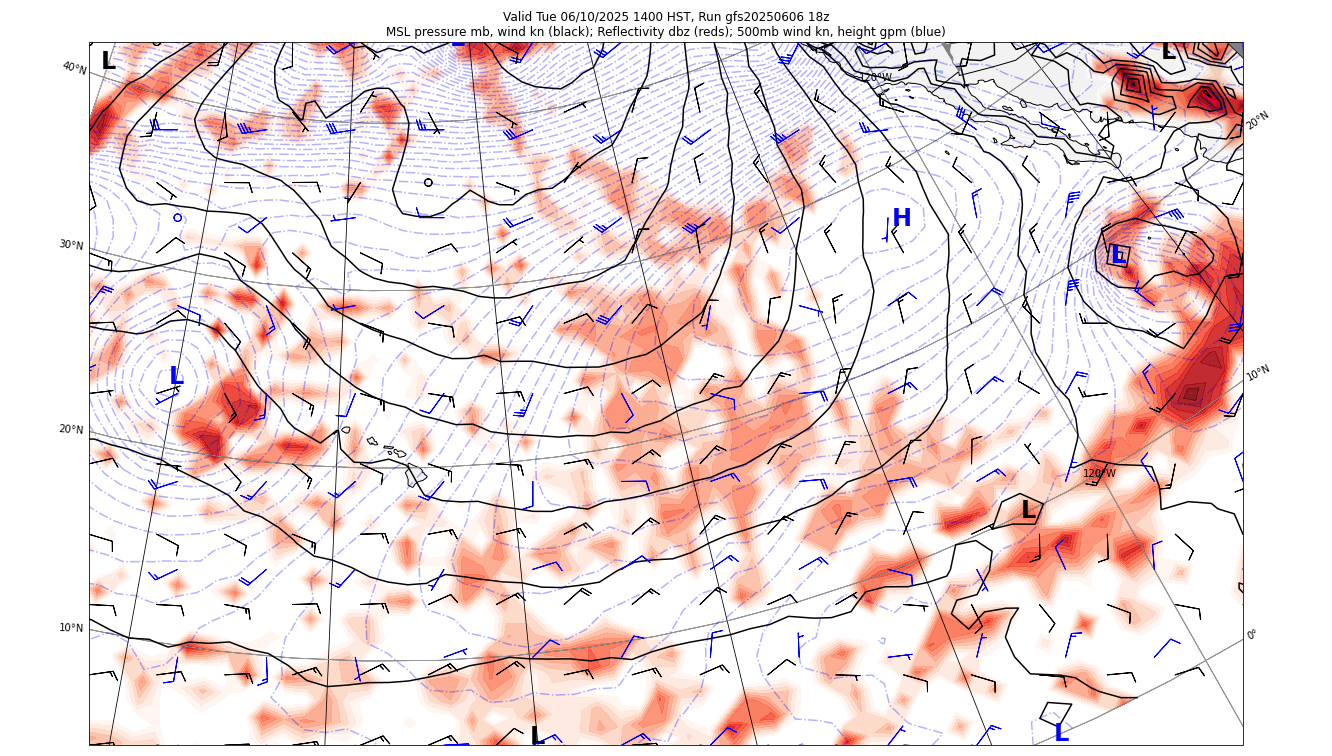 Valid Tue 06/10/2025 1400 HST, Run gfs20250606 18z
MSL pressure mb, wind kn (black); Reflectivity dbz (reds); 500mb wind kn, height gpm (blue)
L
L
L
40°N
120°W
20°N
H
30°N
L
L
10°N
20°N
120°W
L
10°N
0°
L
L